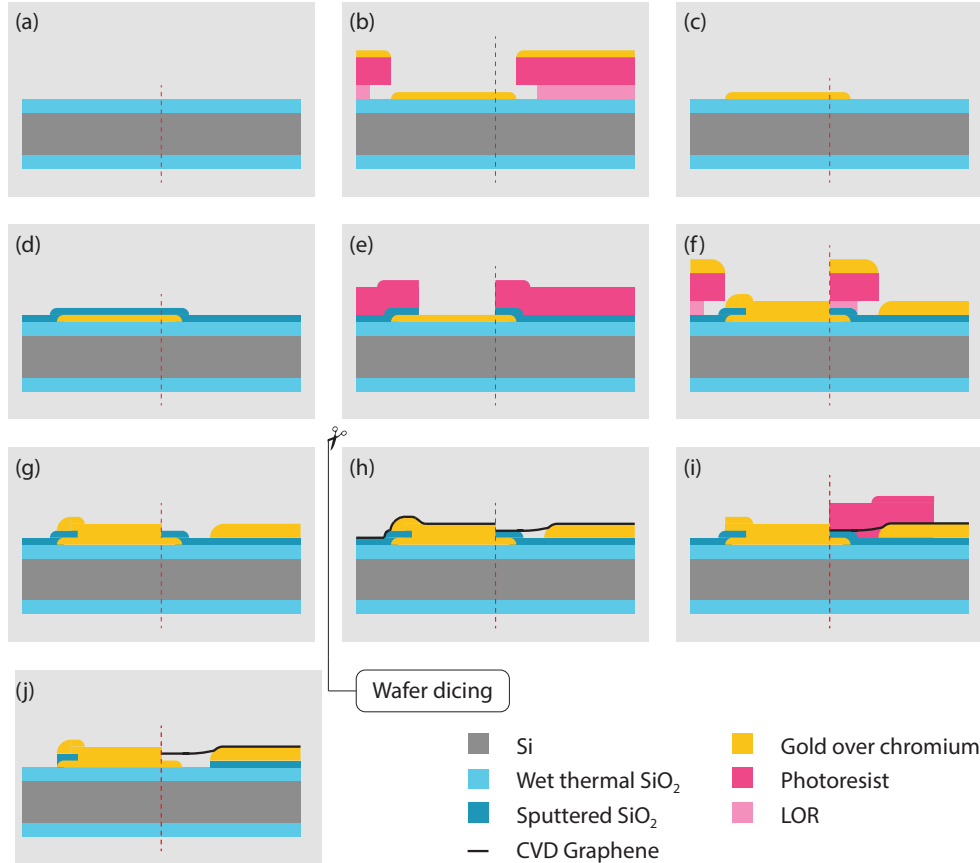 (a)
(b)
(c)
(d)
(e)
(f)
(g)
(h)
(i)
(j)
Wafer dicing
Si
Wet thermal SiO₂
Sputtered SiO₂
CVD Graphene
Gold over chromium
Photoresist
LOR